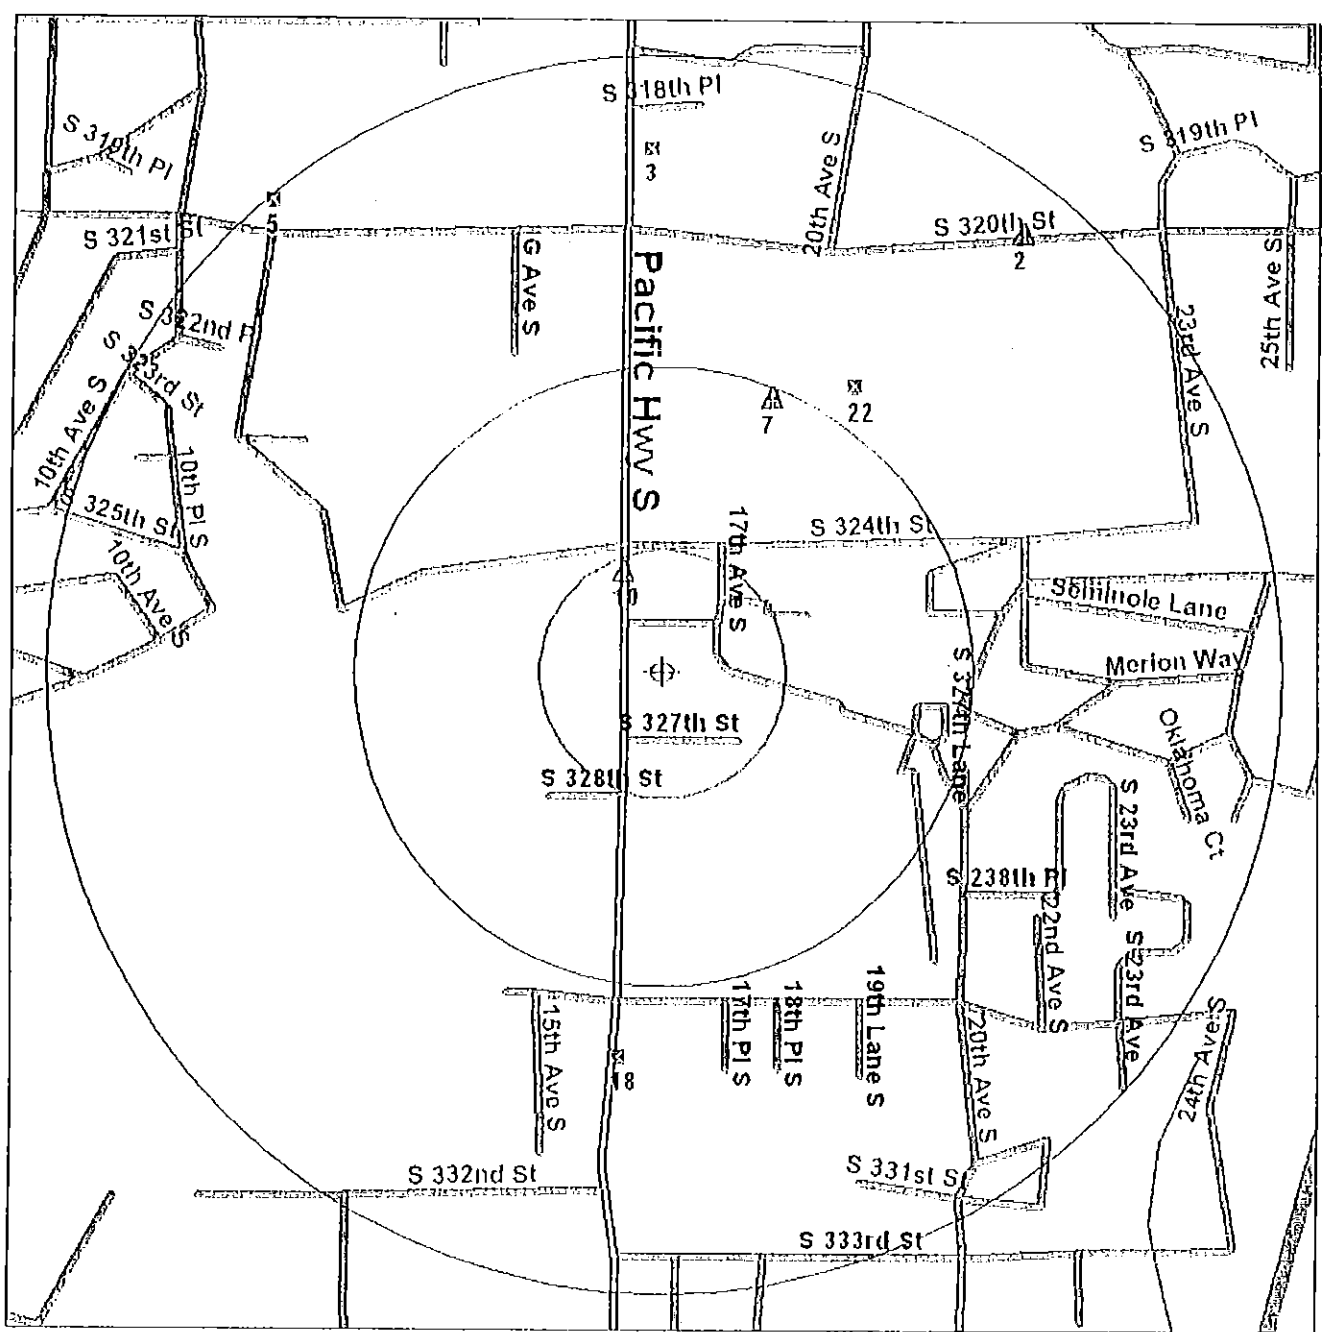 S 318th Pl
S 319th Pl
S 319th Pl
3
20th Ave S
5
S 321st St
S 320th St
2
G Ave S
Pacific Hwy S
25th Ave S
S 322nd P
S 323rd St
23rd Ave S
10th Ave S
7
22
10th Pl S
325th St
S 324th St
17th Ave S
10th Ave S
10
Seminole Lane
S 324th Lane
Merion Way
S 327th St
Oklahoma Ct
S 328th St
S 23rd Ave
S 238th Pl
22nd Ave S
S 23rd Ave
15th Ave S
17th Pl S
18th Pl S
19th Lane S
20th Ave S
24th Ave S
18
S 332nd St
S 331st S
S 333rd St